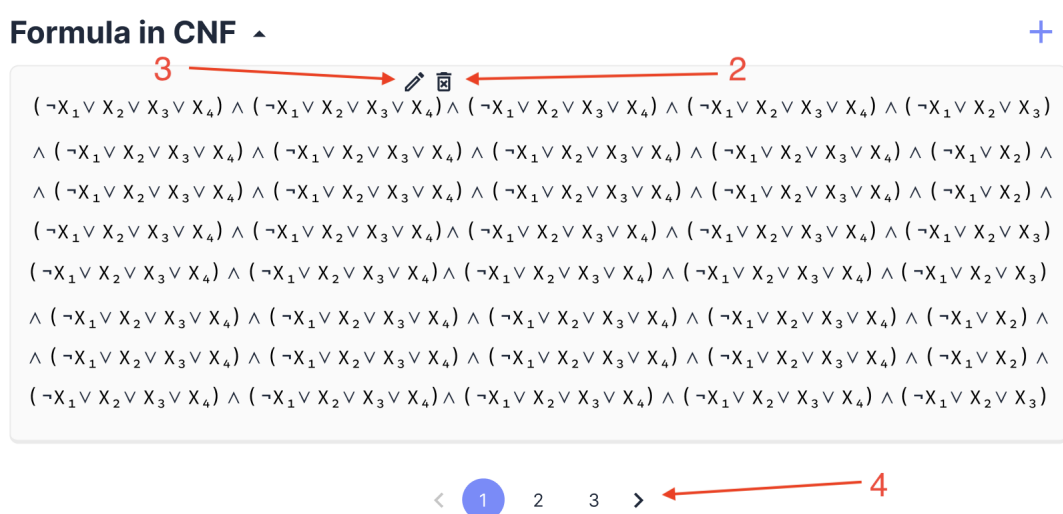 Formula in CNF
3
2
(¬X₁∨ X₂∨ X₃∨ X₄) ∧ (¬X₁∨ X₂∨ X₃∨ X₄)∧ (¬X₁∨ X₂∨ X₃∨ X₄) ∧ (¬X₁∨ X₂∨ X₃∨ X₄) ∧ (¬X₁∨ X₂∨ X₃)
∧ (¬X₁∨ X₂∨ X₃∨ X₄) ∧ (¬X₁∨ X₂∨ X₃∨ X₄) ∧ (¬X₁∨ X₂∨ X₃∨ X₄) ∧ (¬X₁∨ X₂∨ X₃∨ X₄) ∧ (¬X₁∨ X₂) ∧
∧ (¬X₁∨ X₂∨ X₃∨ X₄) ∧ (¬X₁∨ X₂∨ X₃∨ X₄) ∧ (¬X₁∨ X₂∨ X₃∨ X₄) ∧ (¬X₁∨ X₂∨ X₃∨ X₄) ∧ (¬X₁∨ X₂) ∧
(¬X₁∨ X₂∨ X₃∨ X₄) ∧ (¬X₁∨ X₂∨ X₃∨ X₄)∧ (¬X₁∨ X₂∨ X₃∨ X₄) ∧ (¬X₁∨ X₂∨ X₃∨ X₄) ∧ (¬X₁∨ X₂∨ X₃)
(¬X₁∨ X₂∨ X₃∨ X₄) ∧ (¬X₁∨ X₂∨ X₃∨ X₄)∧ (¬X₁∨ X₂∨ X₃∨ X₄) ∧ (¬X₁∨ X₂∨ X₃∨ X₄) ∧ (¬X₁∨ X₂∨ X₃)
∧ (¬X₁∨ X₂∨ X₃∨ X₄) ∧ (¬X₁∨ X₂∨ X₃∨ X₄) ∧ (¬X₁∨ X₂∨ X₃∨ X₄) ∧ (¬X₁∨ X₂∨ X₃∨ X₄) ∧ (¬X₁∨ X₂) ∧
∧ (¬X₁∨ X₂∨ X₃∨ X₄) ∧ (¬X₁∨ X₂∨ X₃∨ X₄) ∧ (¬X₁∨ X₂∨ X₃∨ X₄) ∧ (¬X₁∨ X₂∨ X₃∨ X₄) ∧ (¬X₁∨ X₂) ∧
(¬X₁∨ X₂∨ X₃∨ X₄) ∧ (¬X₁∨ X₂∨ X₃∨ X₄)∧ (¬X₁∨ X₂∨ X₃∨ X₄) ∧ (¬X₁∨ X₂∨ X₃∨ X₄) ∧ (¬X₁∨ X₂∨ X₃)
1 2 3
4